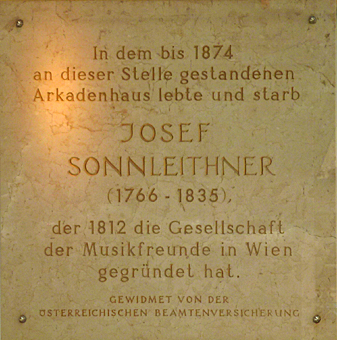 In dem bis 1874
an dieser Stelle gestandenen
Arkadenhaus lebte und starb
JOSEF
SONNLEITHNER
(1766 - 1835),
der 1812 die Gesellschaft
der Musikfreunde in Wien
gegründet hat.
GEWIDMET VON DER
ÖSTERREICHISCHEN BEAMTENVERSICHERUNG